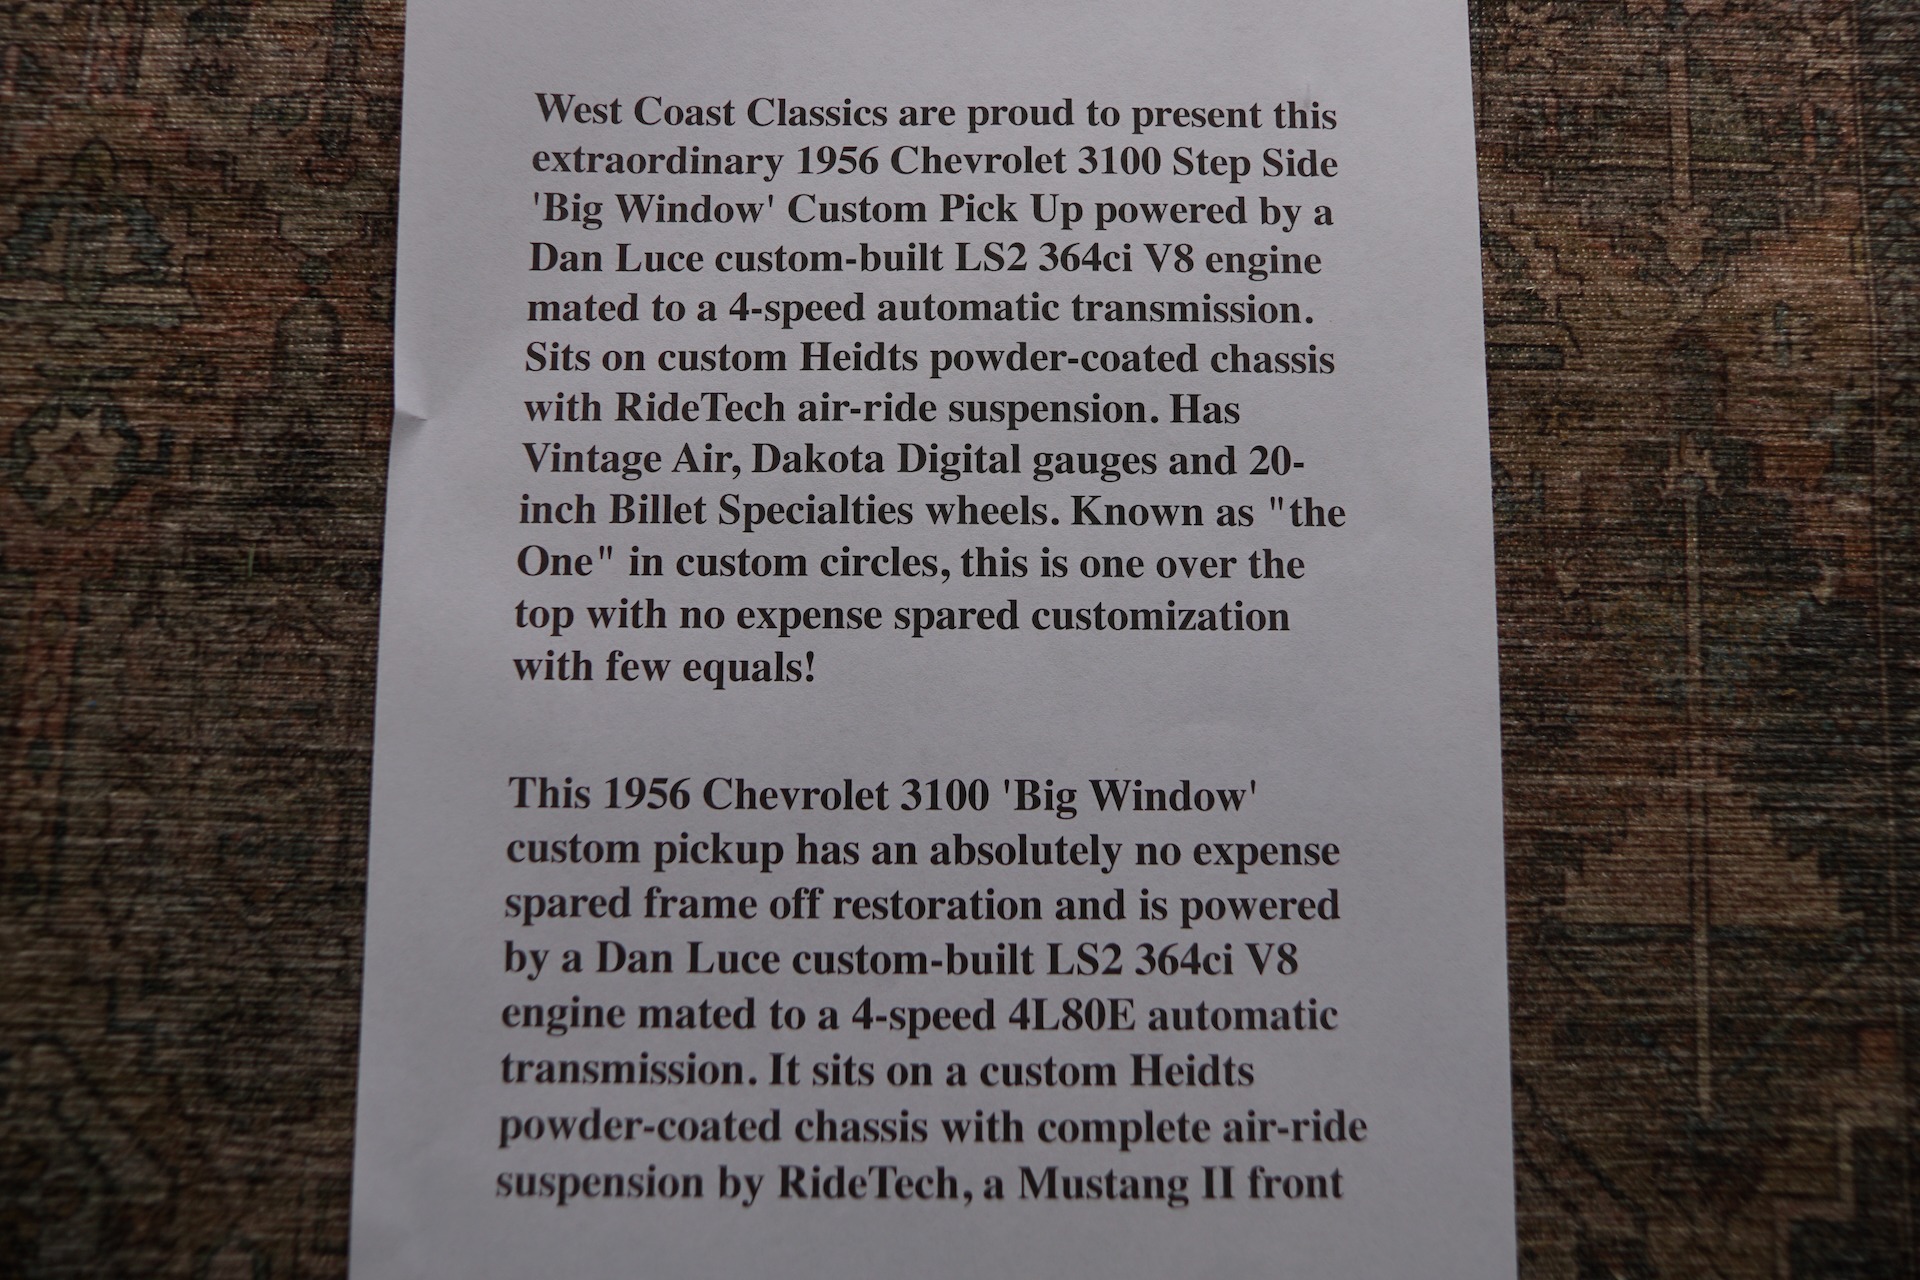 West Coast Classics are proud to present this
extraordinary 1956 Chevrolet 3100 Step Side
'Big Window' Custom Pick Up powered by a
Dan Luce custom-built LS2 364ci V8 engine
mated to a 4-speed automatic transmission.
Sits on custom Heidts powder-coated chassis
with RideTech air-ride suspension. Has
Vintage Air, Dakota Digital gauges and 20-
inch Billet Specialties wheels. Known as "the
One" in custom circles, this is one over the
top with no expense spared customization
with few equals!
This 1956 Chevrolet 3100 'Big Window'
custom pickup has an absolutely no expense
spared frame off restoration and is powered
by a Dan Luce custom-built LS2 364ci V8
engine mated to a 4-speed 4L80E automatic
transmission. It sits on a custom Heidts
powder-coated chassis with complete air-ride
suspension by RideTech, a Mustang II front